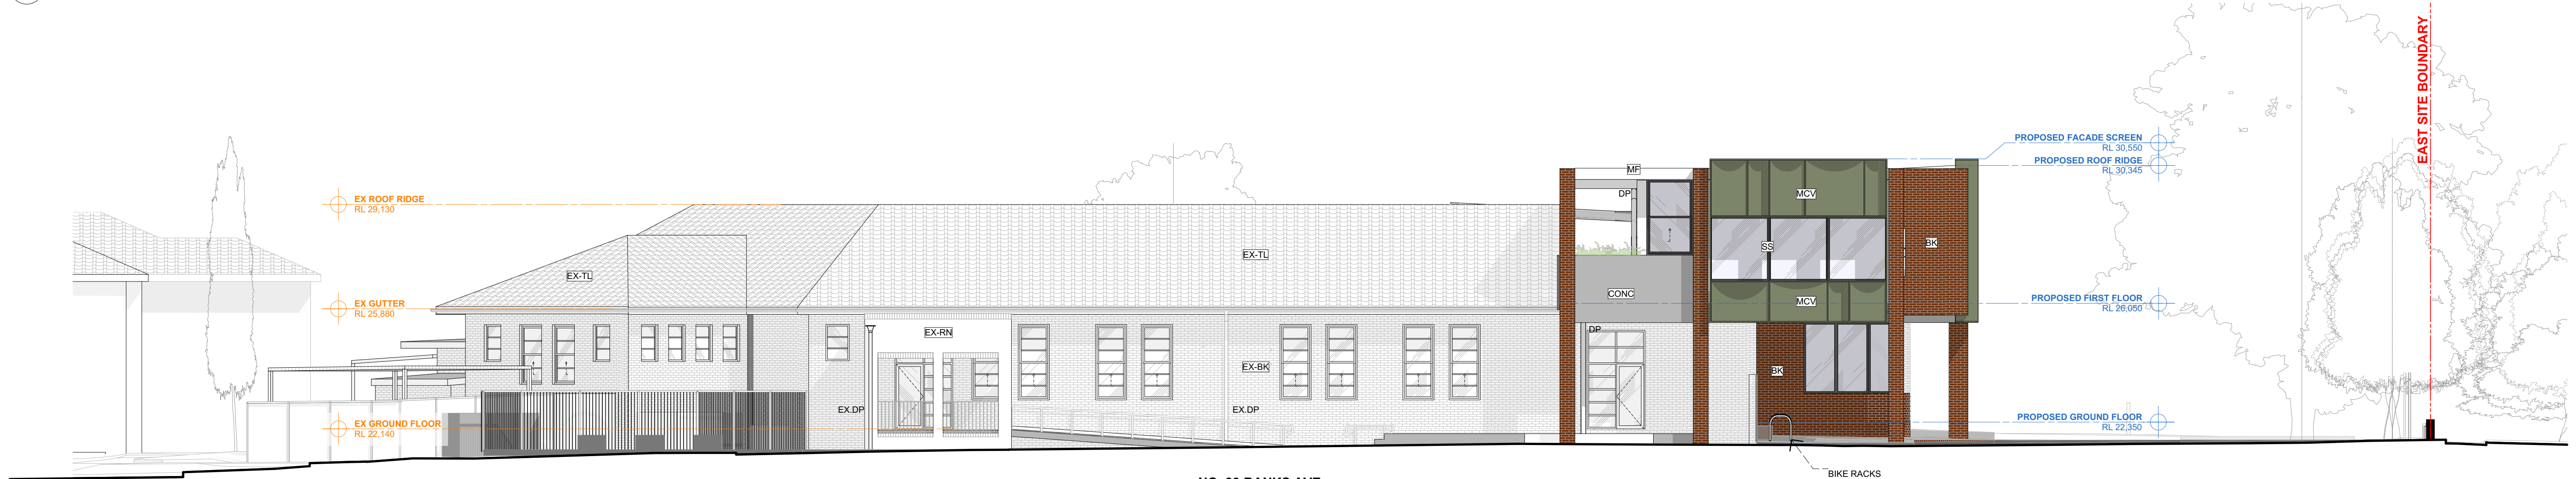 EAST SITE BOUNDARY
PROPOSED FACADE SCREEN
RL 30,550
PROPOSED ROOF RIDGE
RL 30,345
MF
DP
MCV
EX ROOF RIDGE
RL 29,130
SS
BK
EX-TL
EX-TL
CONC
MCV
PROPOSED FIRST FLOOR
RL 26,050
EX GUTTER
RL 25,880
EX-RN
DP
EX-BK
BK
EX.DP
EX.DP
PROPOSED GROUND FLOOR
RL 22,350
EX GROUND FLOOR
RL 22,140
BIKE RACKS